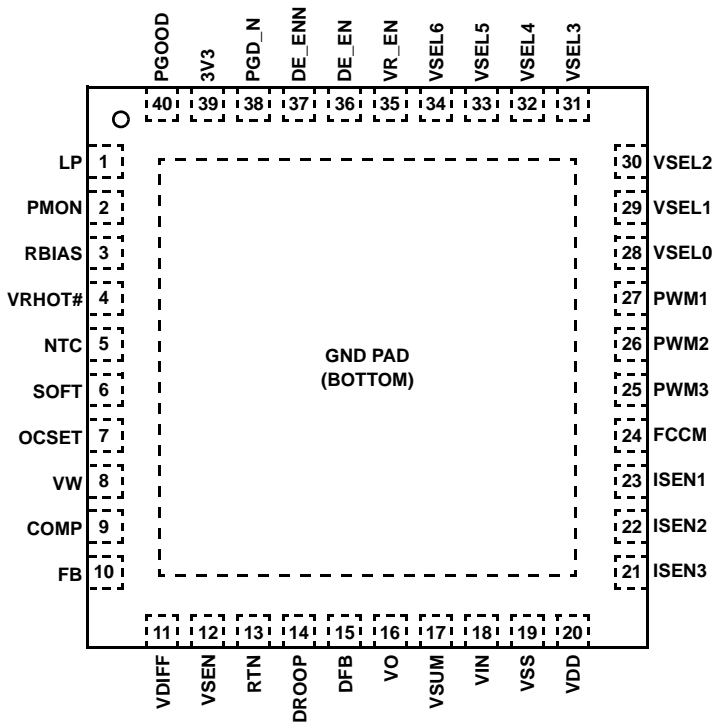 PGOOD
3V3
PGD_N
DE_ENN
DE_EN
VR_EN
VSEL6
VSEL5
VSEL4
VSEL3
40 39 38 37 36 35 34 33 32 31
LP 1
PMON 2
RBIAS 3
VRHOT# 4
NTC 5
SOFT 6
OCSET 7
VW 8
COMP 9
FB 10
GND PAD
(BOTTOM)
30 VSEL2
29 VSEL1
28 VSEL0
27 PWM1
26 PWM2
25 PWM3
24 FCCM
23 ISEN1
22 ISEN2
21 ISEN3
11 12 13 14 15 16 17 18 19 20
VDIFF
VSEN
RTN
DROOP
DFB
VO
VSUM
VIN
VSS
VDD